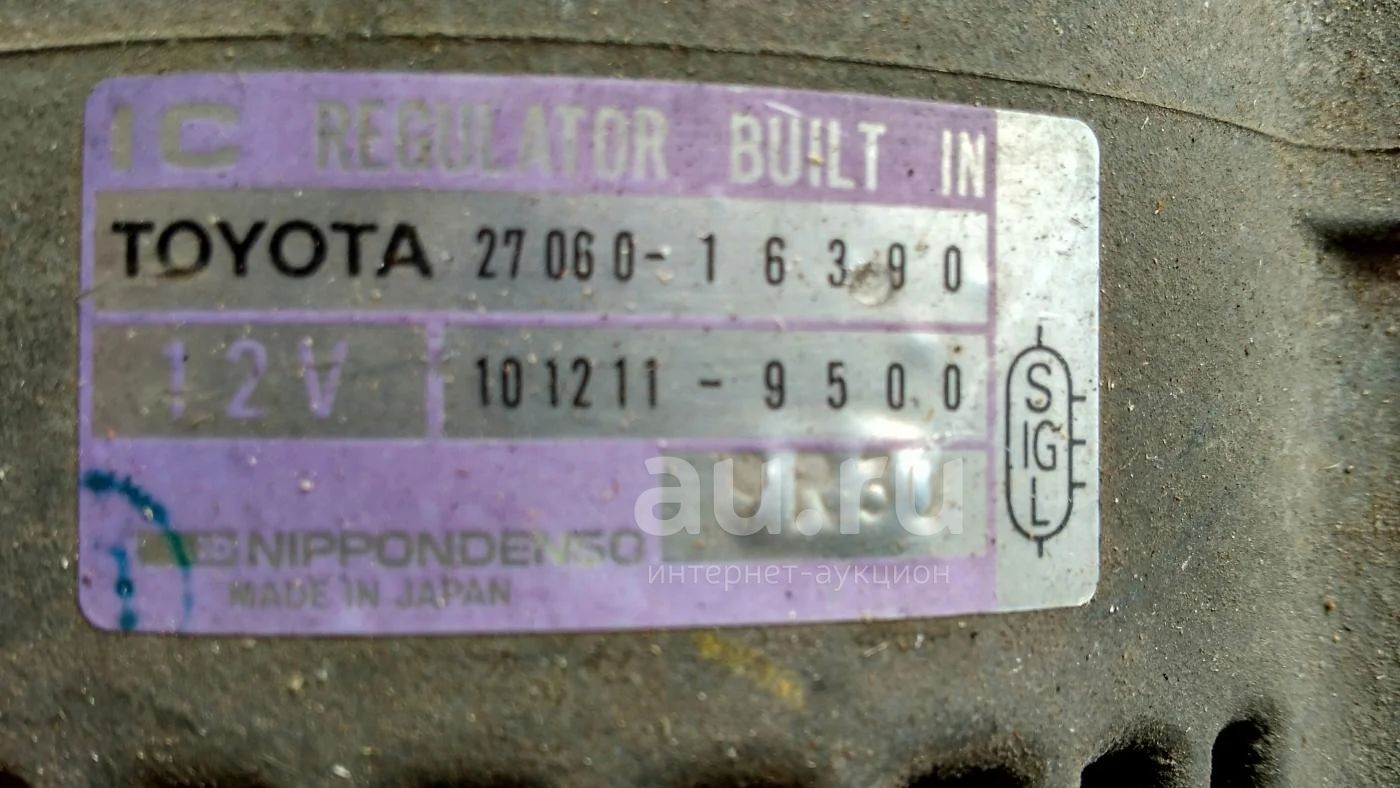 IC REGULATOR BUILT IN
TOYOTA 27060-16390
12V 101211-9500
NIPPONDENSO
MADE IN JAPAN
S
IG
L
au.ru
интернет-аукцион